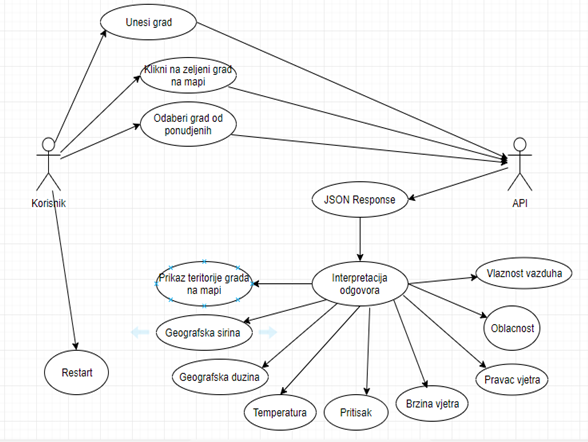 Unesi grad
Klikni na zeljeni grad
na mapi
Odaberi grad od
ponudjenih
Korisnik
API
JSON Response
Prikaz teritorije grada
na mapi
Interpretacija
odgovora
Vlaznost vazduha
Geografska sirina
Oblacnost
Geografska duzina
Restart
Pravac vjetra
Temperatura
Pritisak
Brzina vjetra